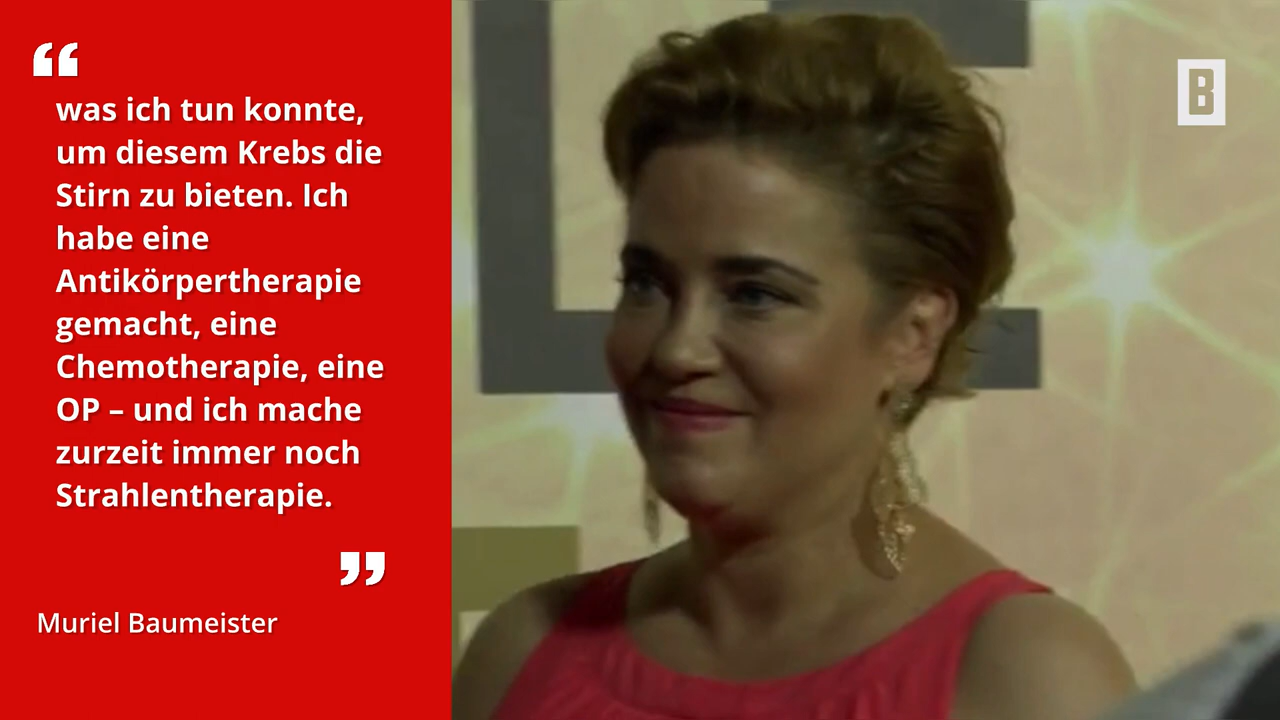 “
was ich tun konnte,
um diesem Krebs die
Stirn zu bieten. Ich
habe eine
Antikörpertherapie
gemacht, eine
Chemotherapie, eine
OP – und ich mache
zurzeit immer noch
Strahlentherapie.
”
Muriel Baumeister
B